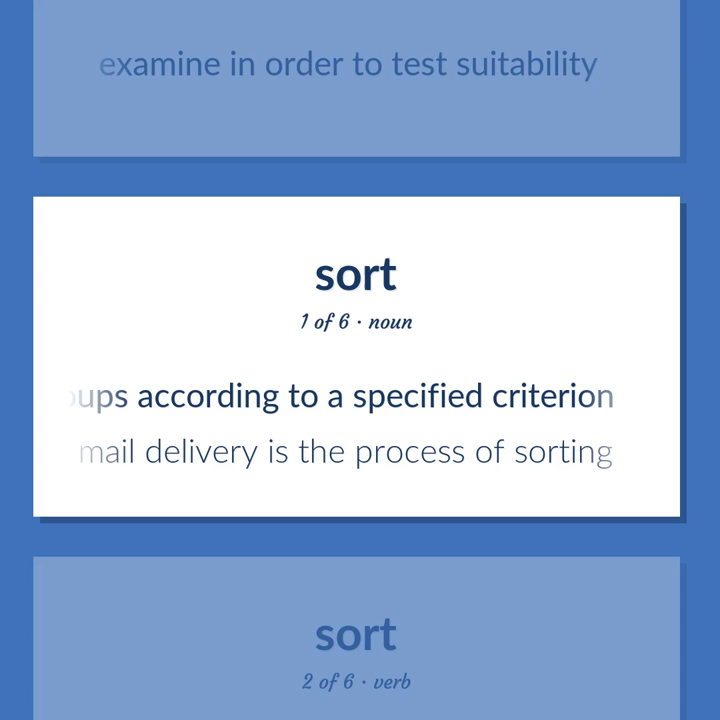 examine in order to test suitability
sort
1 of 6 · noun
according to a specified criterion
mail delivery is the process of sorting
sort
2 of 6 · verb